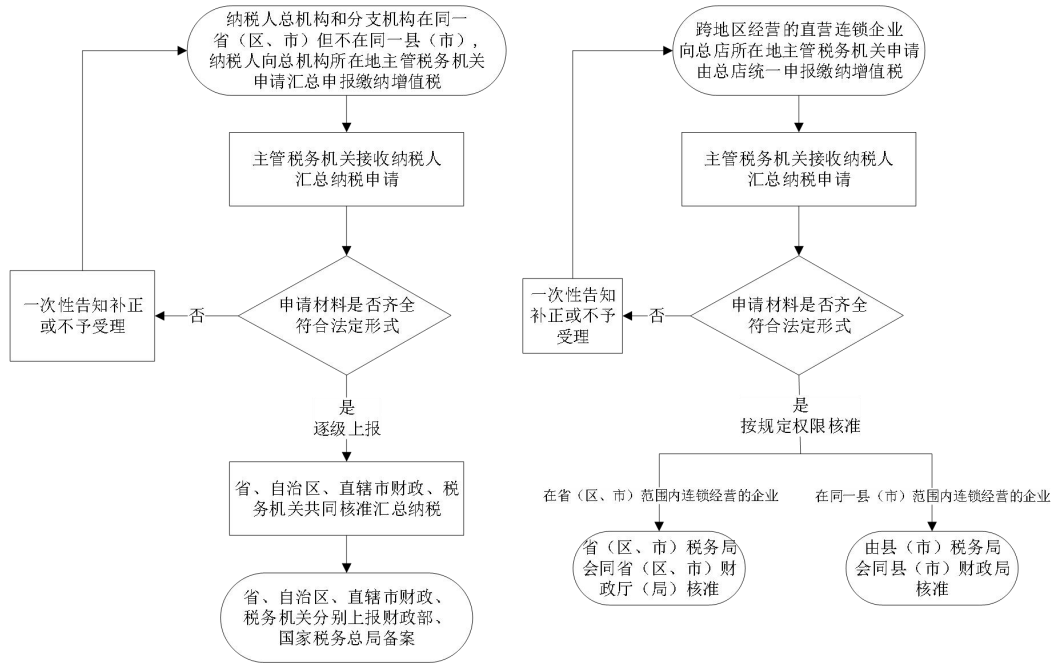 纳税人总机构和分支机构在同一
省（区、市）但不在同一县（市），
纳税人向总机构所在地主管税务机关
申请汇总申报缴纳增值税
主管税务机关接收纳税人
汇总纳税申请
申请材料是否齐全
符合法定形式
否
一次性告知补正
或不予受理
是
逐级上报
省、自治区、直辖市财政、税
务机关共同核准汇总纳税
省、自治区、直辖市财政、
税务机关分别上报财政部、
国家税务总局备案
跨地区经营的直营连锁企业
向总店所在地主管税务机关申请
由总店统一申报缴纳增值税
主管税务机关接收纳税人
汇总纳税申请
申请材料是否齐全
符合法定形式
否
一次性告知
补正或不予
受理
是
按规定权限核准
在省（区、市）范围内连锁经营的企业
省（区、市）税务局
会同省（区、市）财
政厅（局）核准
在同一县（市）范围内连锁经营的企业
由县（市）税务局
会同县（市）财政局
核准